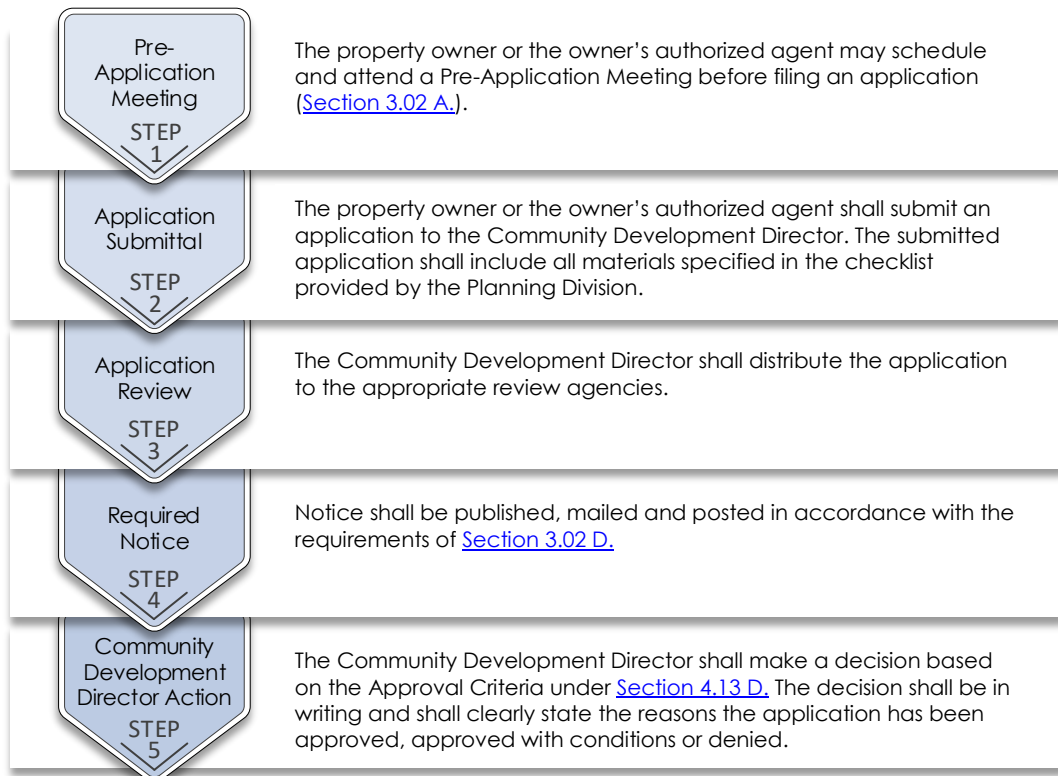 Pre-
Application
Meeting
STEP
1
The property owner or the owner’s authorized agent may schedule
and attend a Pre-Application Meeting before filing an application
(Section 3.02 A.).
Application
Submittal
STEP
2
The property owner or the owner’s authorized agent shall submit an
application to the Community Development Director. The submitted
application shall include all materials specified in the checklist
provided by the Planning Division.
Application
Review
STEP
3
The Community Development Director shall distribute the application
to the appropriate review agencies.
Required
Notice
STEP
4
Notice shall be published, mailed and posted in accordance with the
requirements of Section 3.02 D.
Community
Development
Director Action
STEP
5
The Community Development Director shall make a decision based
on the Approval Criteria under Section 4.13 D. The decision shall be in
writing and shall clearly state the reasons the application has been
approved, approved with conditions or denied.